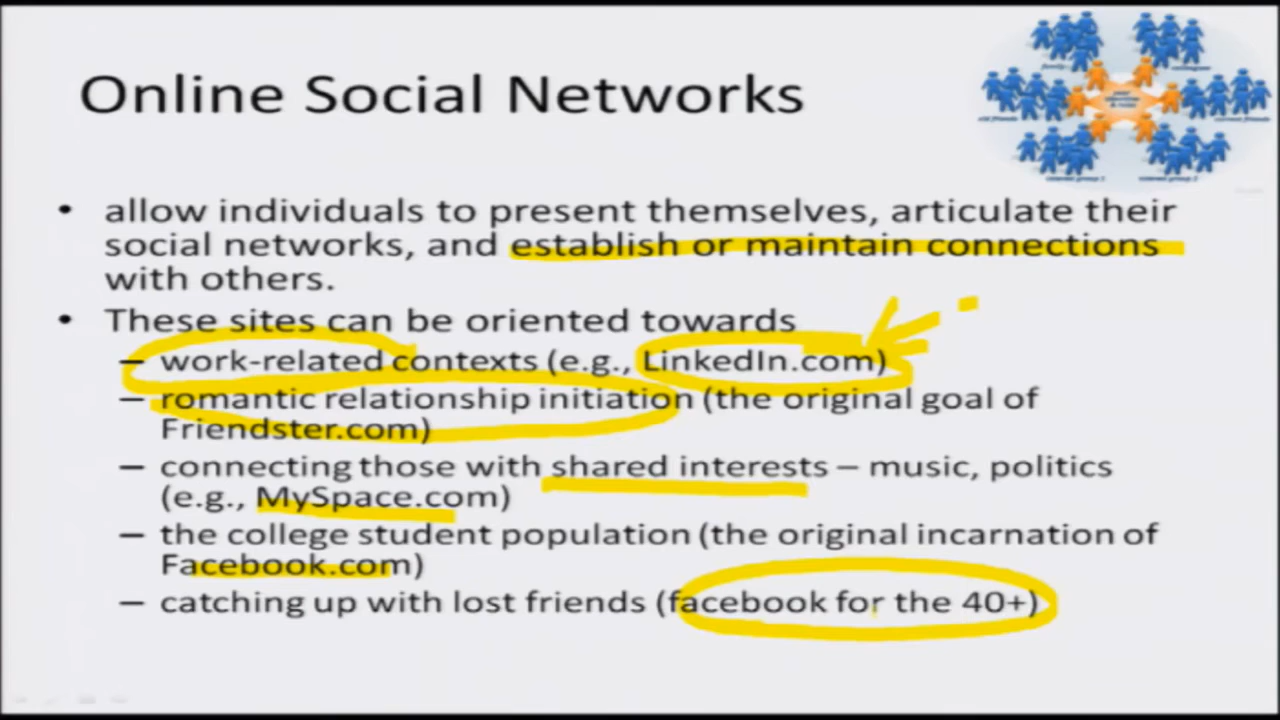 Online Social Networks
• allow individuals to present themselves, articulate their
social networks, and establish or maintain connections
with others.
• These sites can be oriented towards
– work-related contexts (e.g., LinkedIn.com)
– romantic relationship initiation (the original goal of
Friendster.com)
– connecting those with shared interests – music, politics
(e.g., MySpace.com)
– the college student population (the original incarnation of
Facebook.com)
– catching up with lost friends (facebook for the 40+)